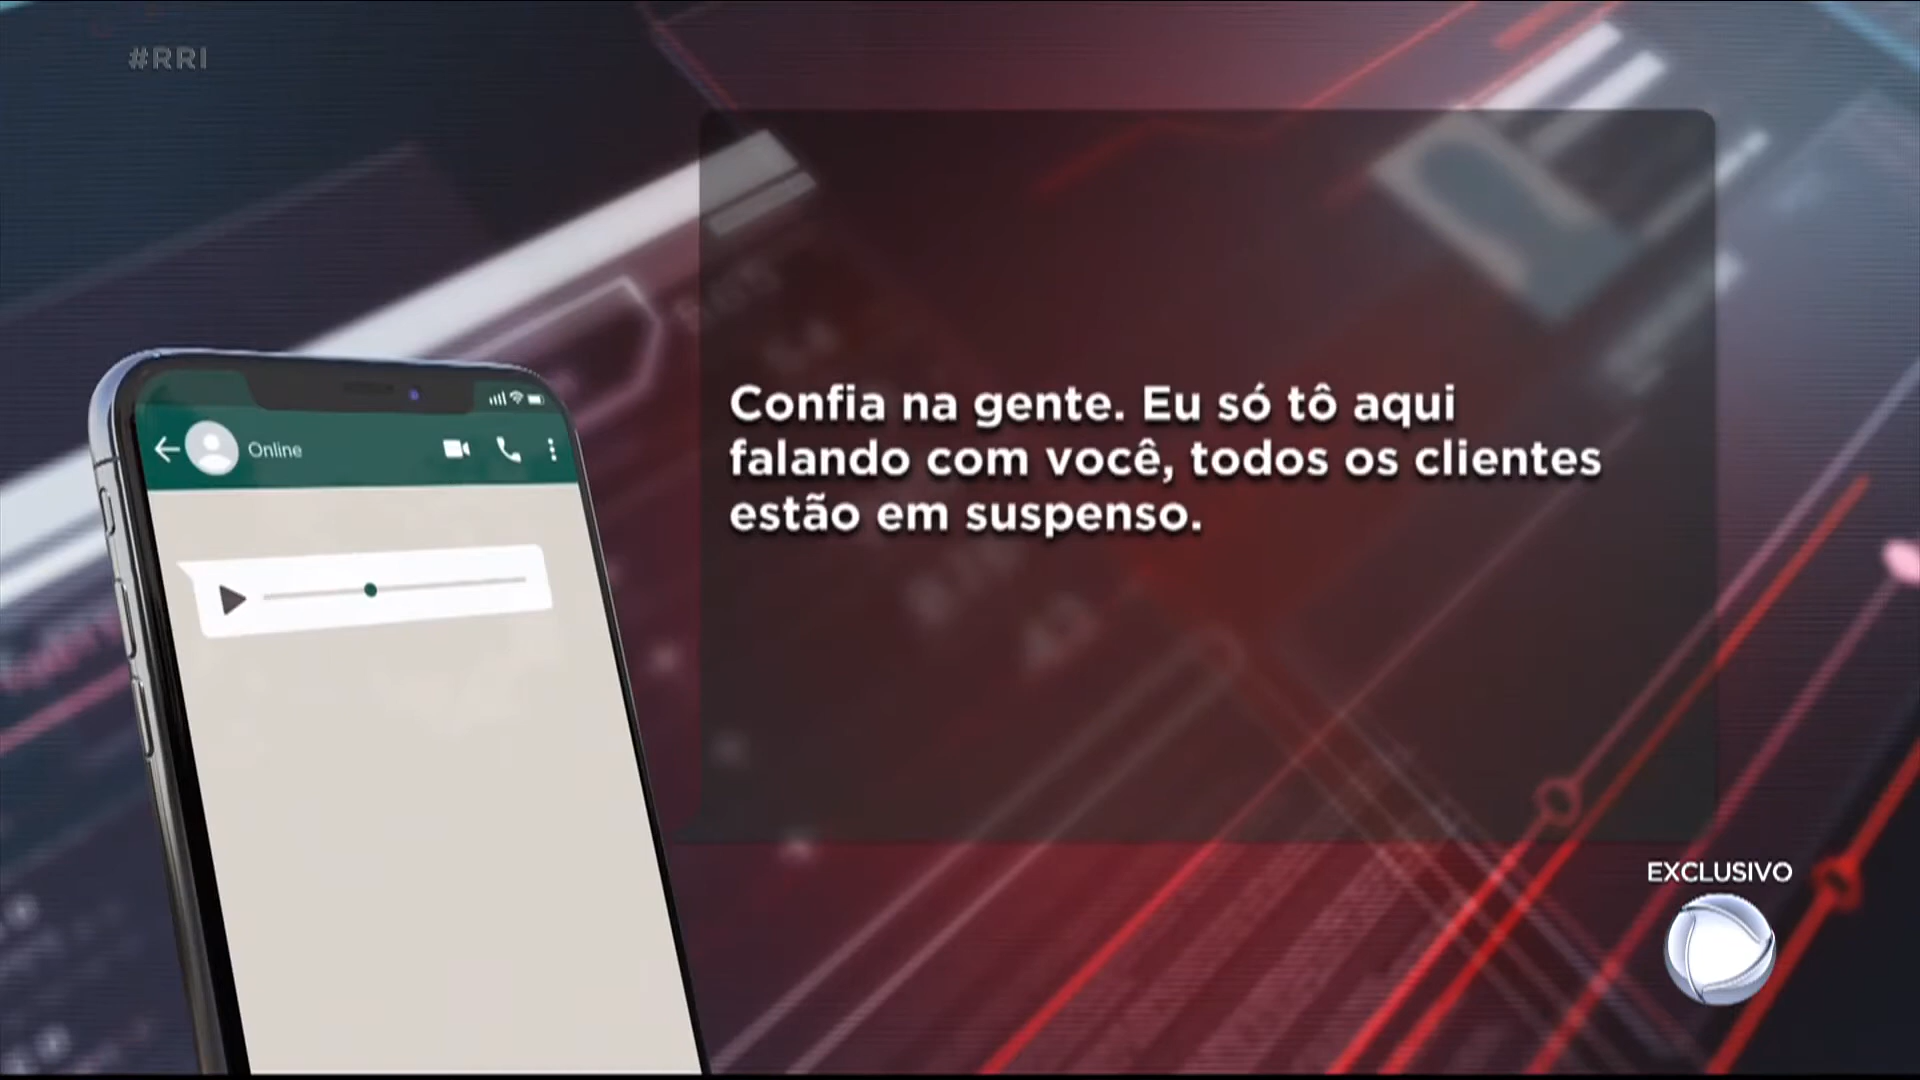 #RRI
Confia na gente. Eu só tô aqui
falando com você, todos os clientes
estão em suspenso.
Online
EXCLUSIVO